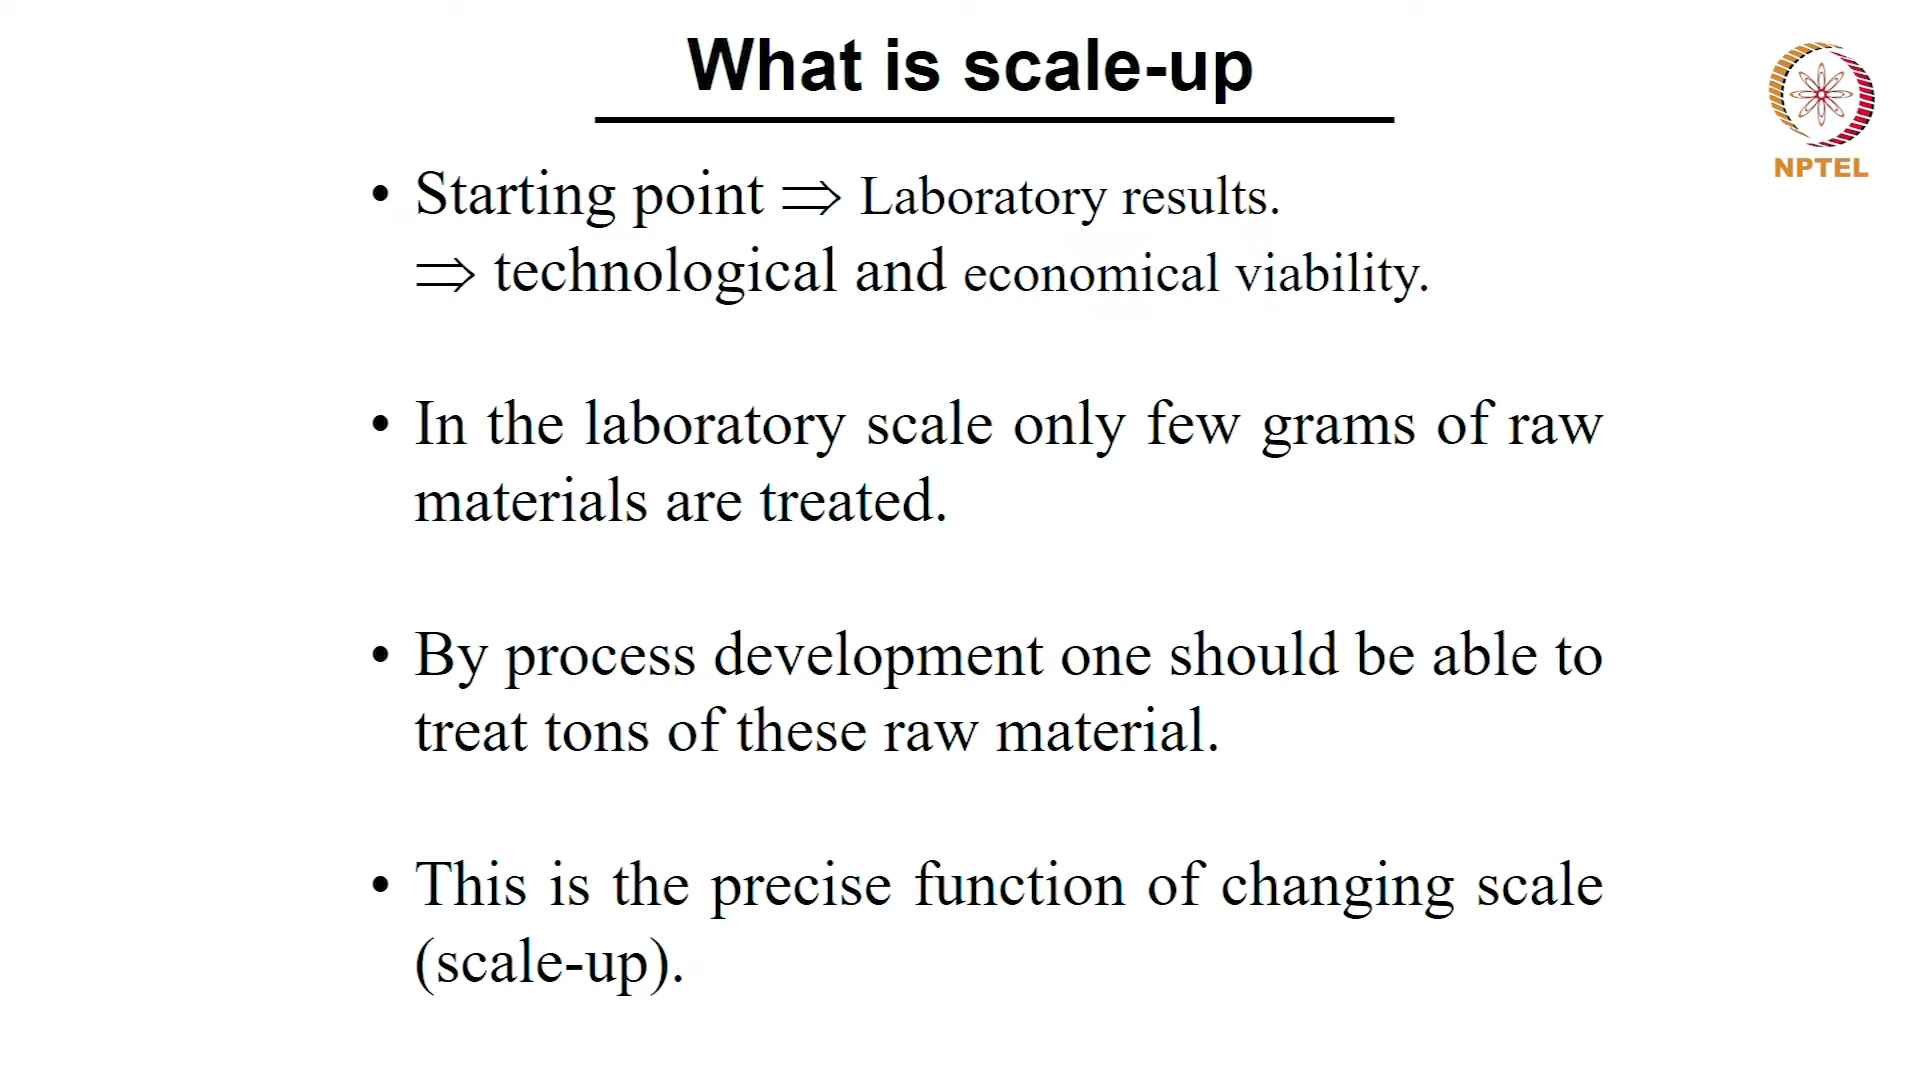 What is scale-up
NPTEL
• Starting point ⇒ Laboratory results.
⇒ technological and economical viability.
• In the laboratory scale only few grams of raw
materials are treated.
• By process development one should be able to
treat tons of these raw material.
• This is the precise function of changing scale
(scale-up).